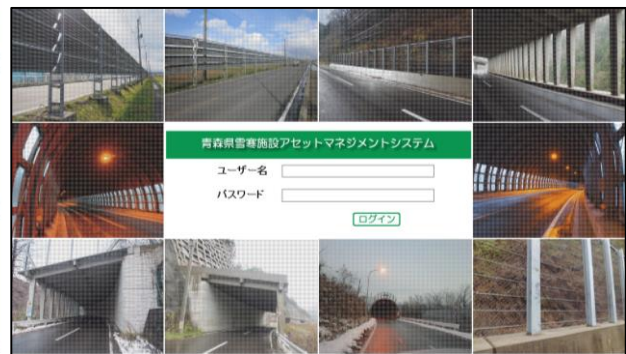 青森県雪寒施設アセットマネジメントシステム
ユーザー名
パスワード
ログイン